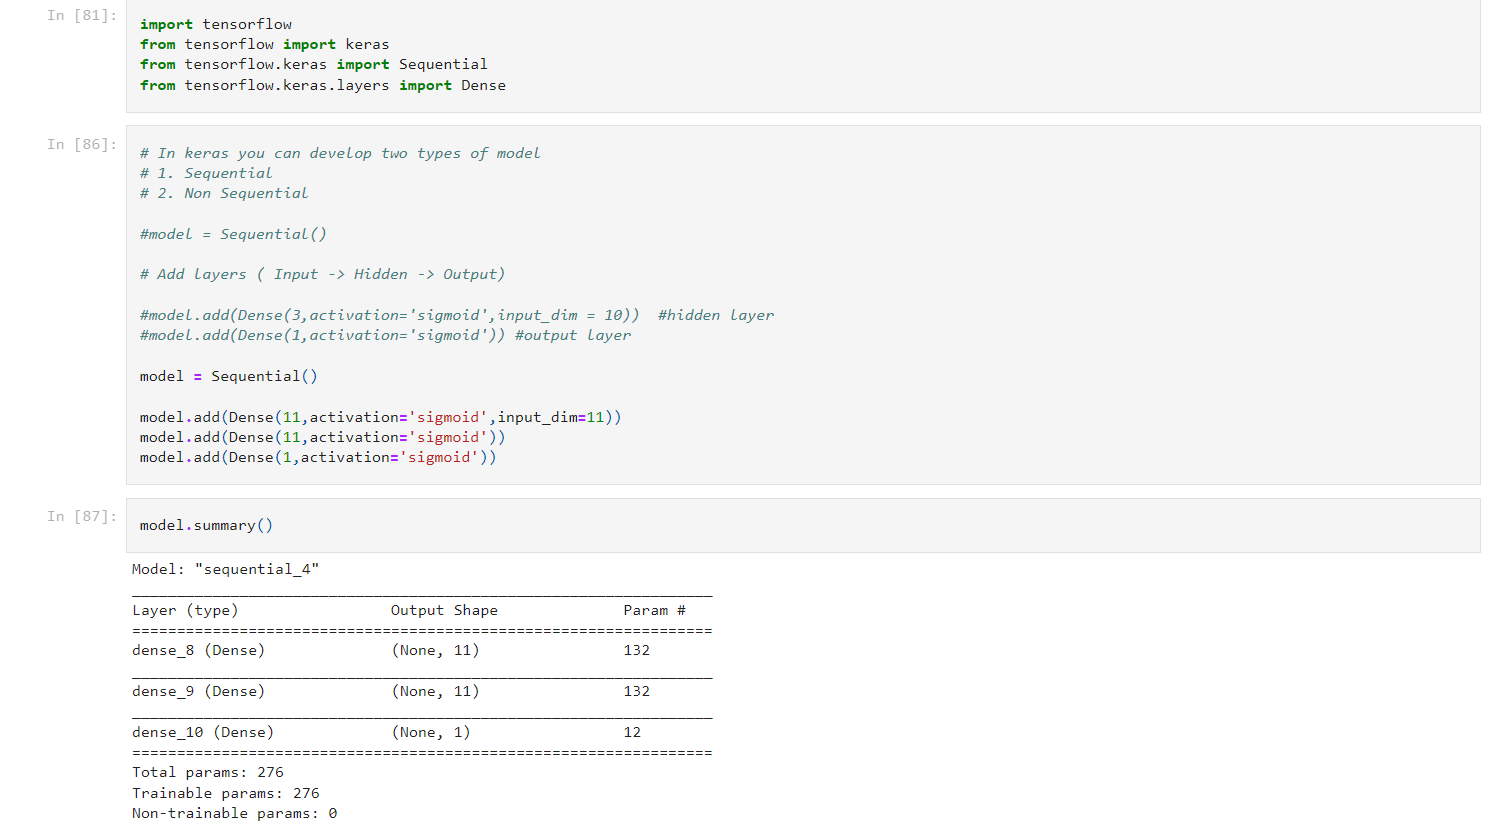 In [81]:
import tensorflow
from tensorflow import keras
from tensorflow.keras import Sequential
from tensorflow.keras.layers import Dense
In [86]:
# In keras you can develop two types of model
# 1. Sequential
# 2. Non Sequential
#model = Sequential()
# Add layers ( Input -> Hidden -> Output)
#model.add(Dense(3,activation='sigmoid',input_dim = 10))  #hidden layer
#model.add(Dense(1,activation='sigmoid')) #output layer
model = Sequential()
model.add(Dense(11,activation='sigmoid',input_dim=11))
model.add(Dense(11,activation='sigmoid'))
model.add(Dense(1,activation='sigmoid'))
In [87]:
model.summary()
Model: "sequential_4"
_________________________________________________________________
Layer (type)                 Output Shape              Param #
=================================================================
dense_8 (Dense)              (None, 11)                132
_________________________________________________________________
dense_9 (Dense)              (None, 11)                132
_________________________________________________________________
dense_10 (Dense)             (None, 1)                 12
=================================================================
Total params: 276
Trainable params: 276
Non-trainable params: 0